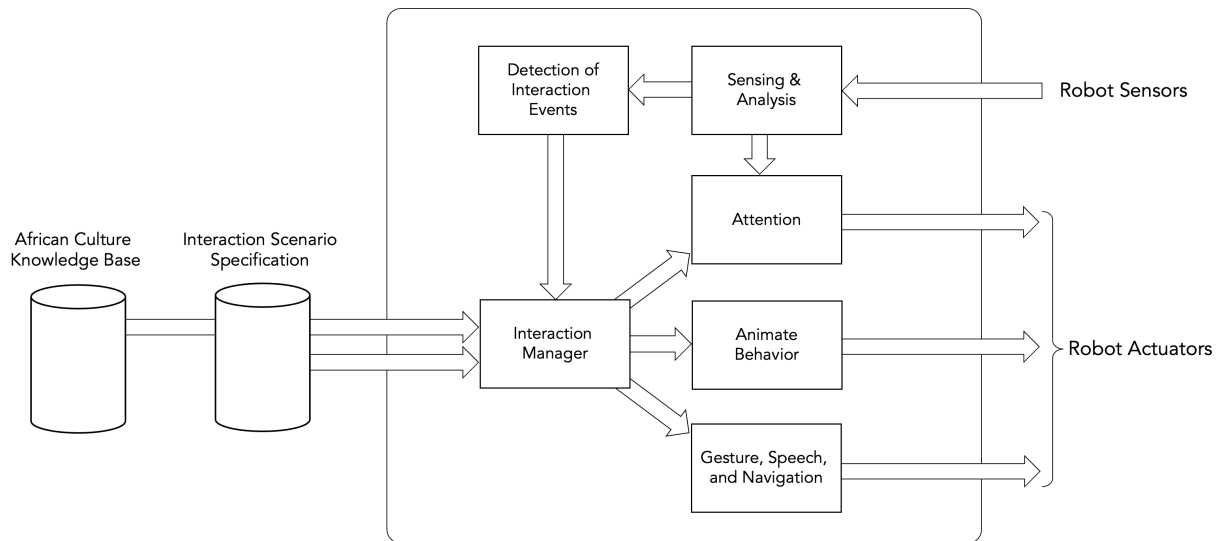 Detection of
Interaction
Events
Sensing &
Analysis
Robot Sensors
Attention
African Culture
Knowledge Base
Interaction Scenario
Specification
Interaction
Manager
Animate
Behavior
Robot Actuators
Gesture, Speech,
and Navigation